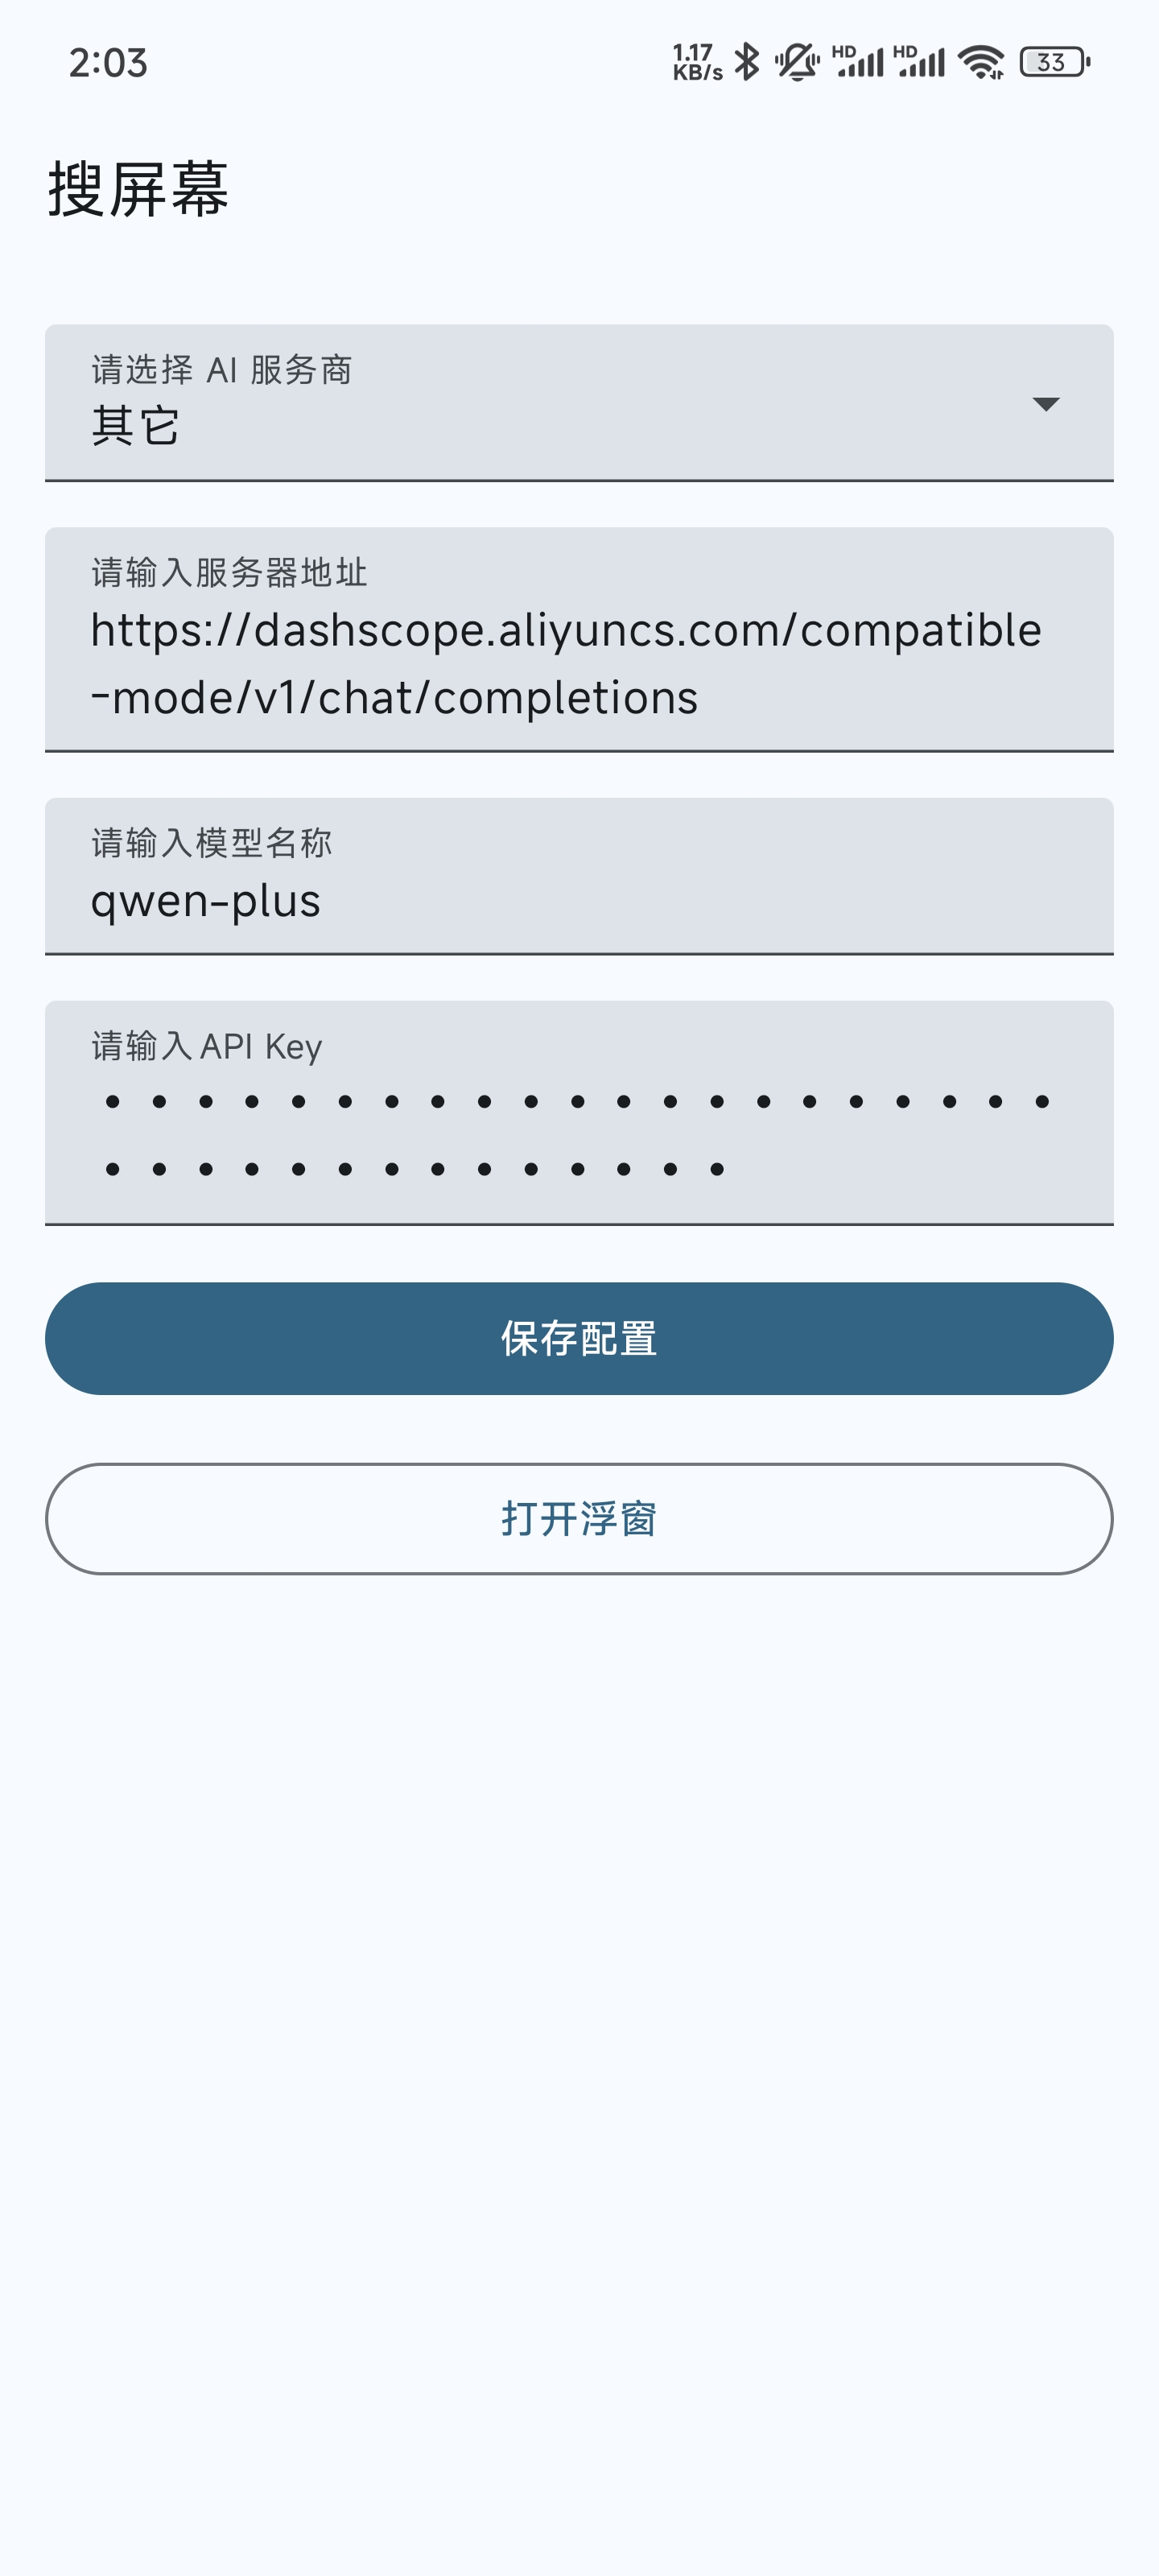 2:03
1.17
KB/s
HD
HD
33
搜屏幕
请选择 AI 服务商
其它
请输入服务器地址
https://dashscope.aliyuncs.com/compatible
-mode/v1/chat/completions
请输入模型名称
qwen-plus
请输入API Key
• • • • • • • • • • • • • • • • • • • • •
• • • • • • • • • • • • • •
保存配置
打开浮窗